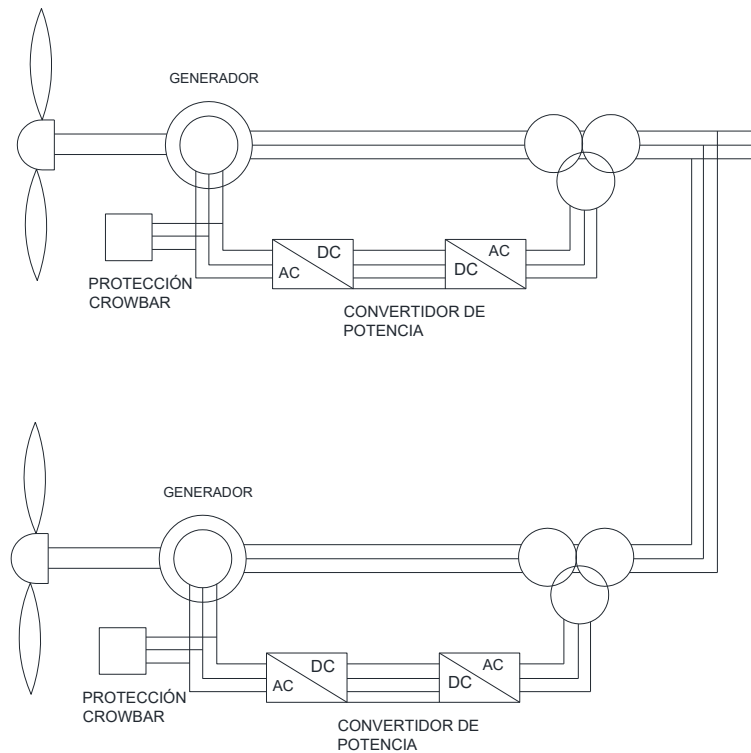 GENERADOR
DC
AC
AC
DC
PROTECCIÓN
CROWBAR
CONVERTIDOR DE
POTENCIA
GENERADOR
DC
AC
AC
DC
PROTECCIÓN
CROWBAR
CONVERTIDOR DE
POTENCIA